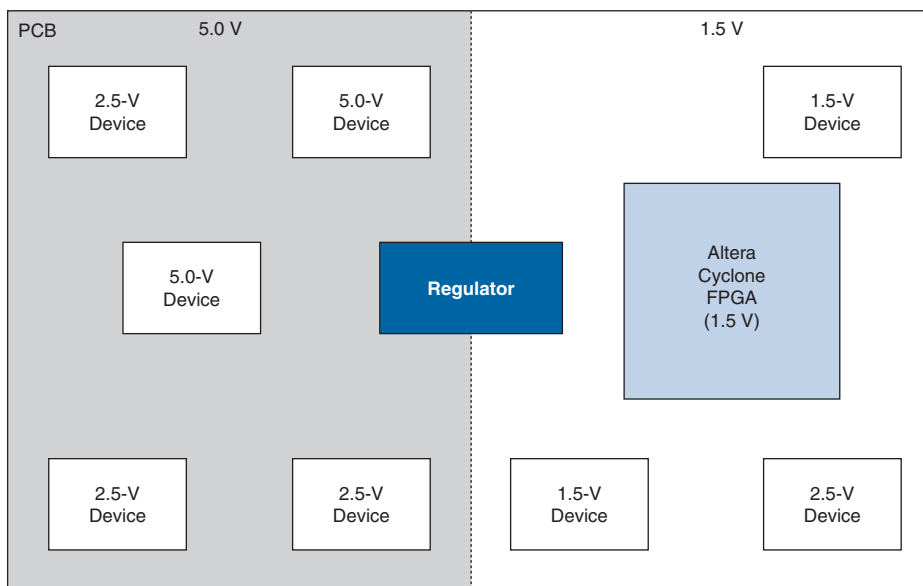 PCB
5.0 V
1.5 V
2.5-V
Device
5.0-V
Device
1.5-V
Device
5.0-V
Device
Regulator
Altera
Cyclone
FPGA
(1.5 V)
2.5-V
Device
2.5-V
Device
1.5-V
Device
2.5-V
Device